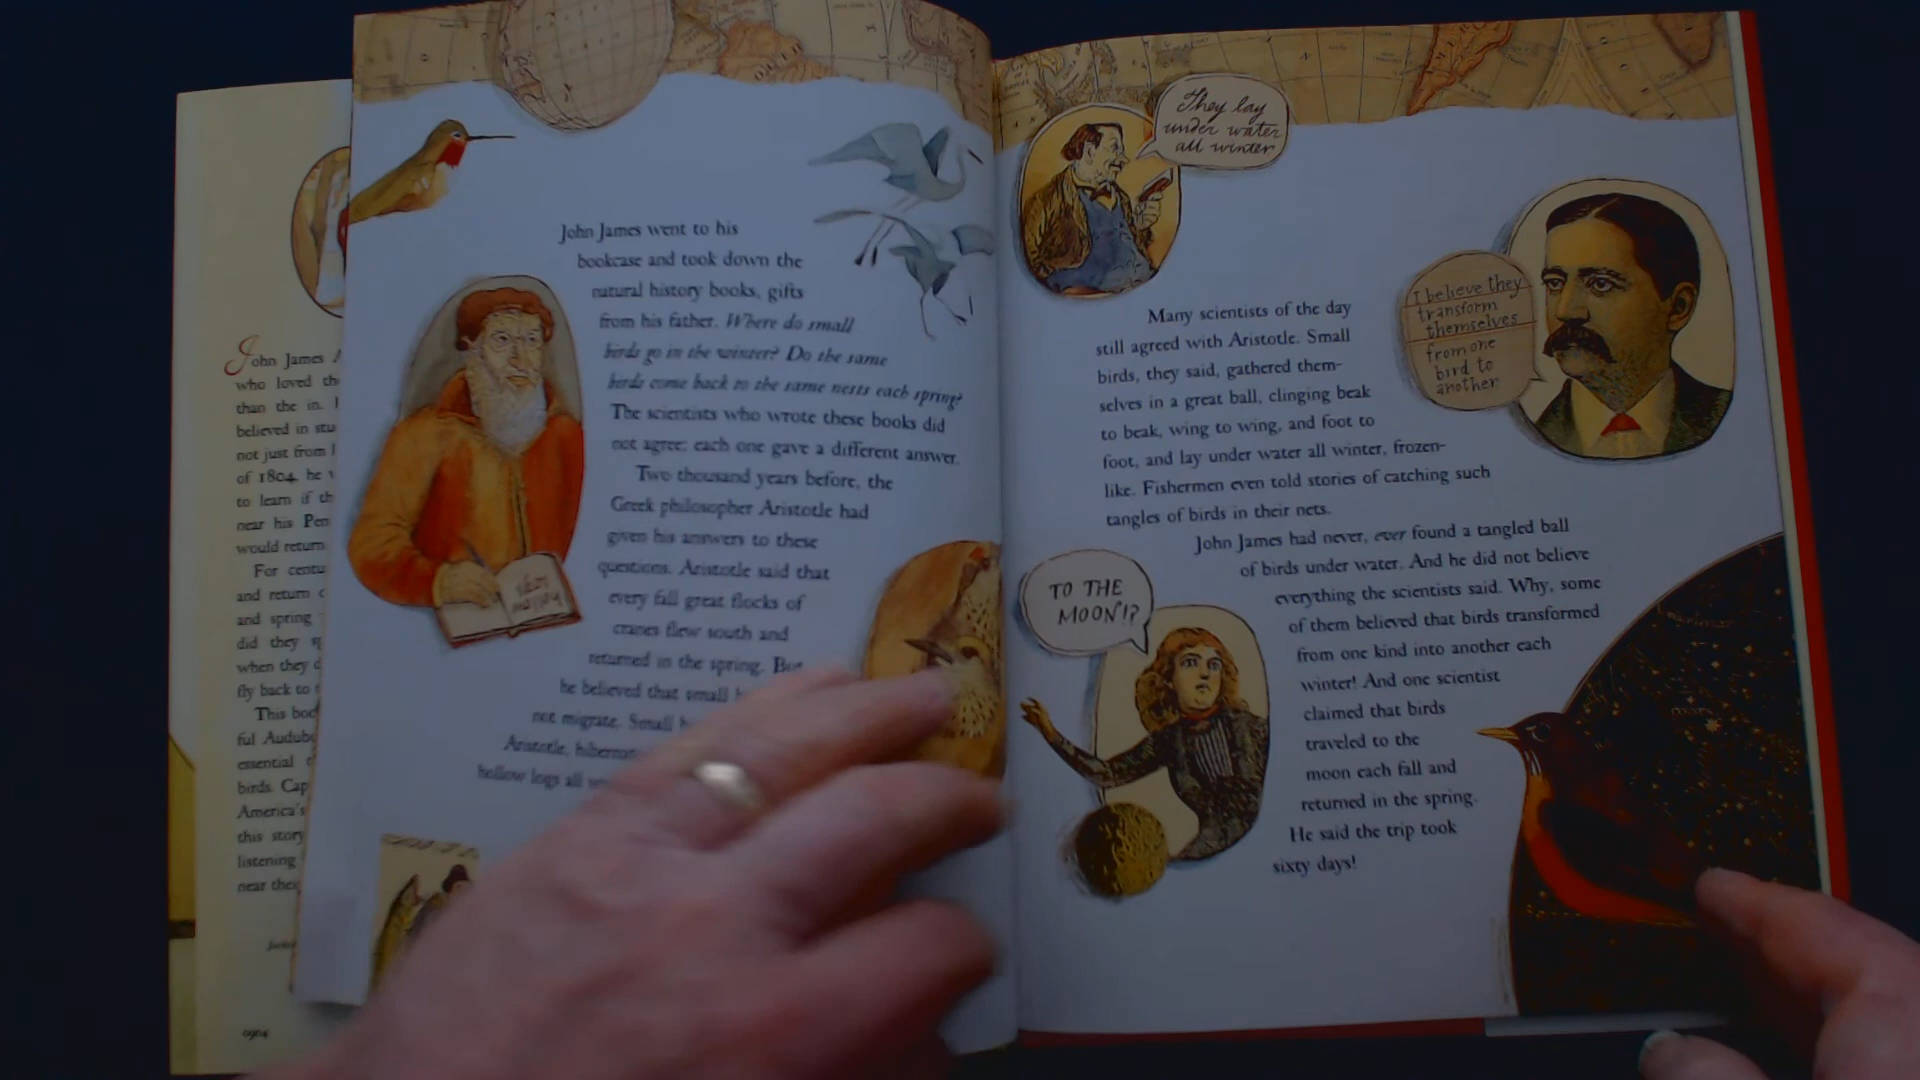 John James
who loved th
than the in.
believed in stu
not just from
of 1804, he
to learn if th
near his Pen
would return
For centu
and return
and spring
did they
when they
fly back to
This boo
ful Audub
essential
birds. Cap
America's
this story
listening
near thei
0904
John James went to his
bookcase and took down the
natural history books, gifts
from his father. Where do small
birds go in the winter? Do the same
birds come back to the same nests each spring?
The scientists who wrote these books did
not agree; each one gave a different answer.
Two thousand years before, the
Greek philosopher Aristotle had
given his answers to these
questions. Aristotle said that
every fall great flocks of
cranes flew south and
returned in the spring. But
he believed that small
not migrate. Small
Aristotle, hibernat
hollow logs all
They lay
under water
all winter
I believe they
transform
themselves
from one
bird to
another
Many scientists of the day
still agreed with Aristotle. Small
birds, they said, gathered them-
selves in a great ball, clinging beak
to beak, wing to wing, and foot to
foot, and lay under water all winter, frozen-
like. Fishermen even told stories of catching such
tangles of birds in their nets.
John James had never, ever found a tangled ball
of birds under water. And he did not believe
everything the scientists said. Why, some
of them believed that birds transformed
from one kind into another each
winter! And one scientist
claimed that birds
traveled to the
moon each fall and
returned in the spring.
He said the trip took
sixty days!
TO THE
MOON!?
mars